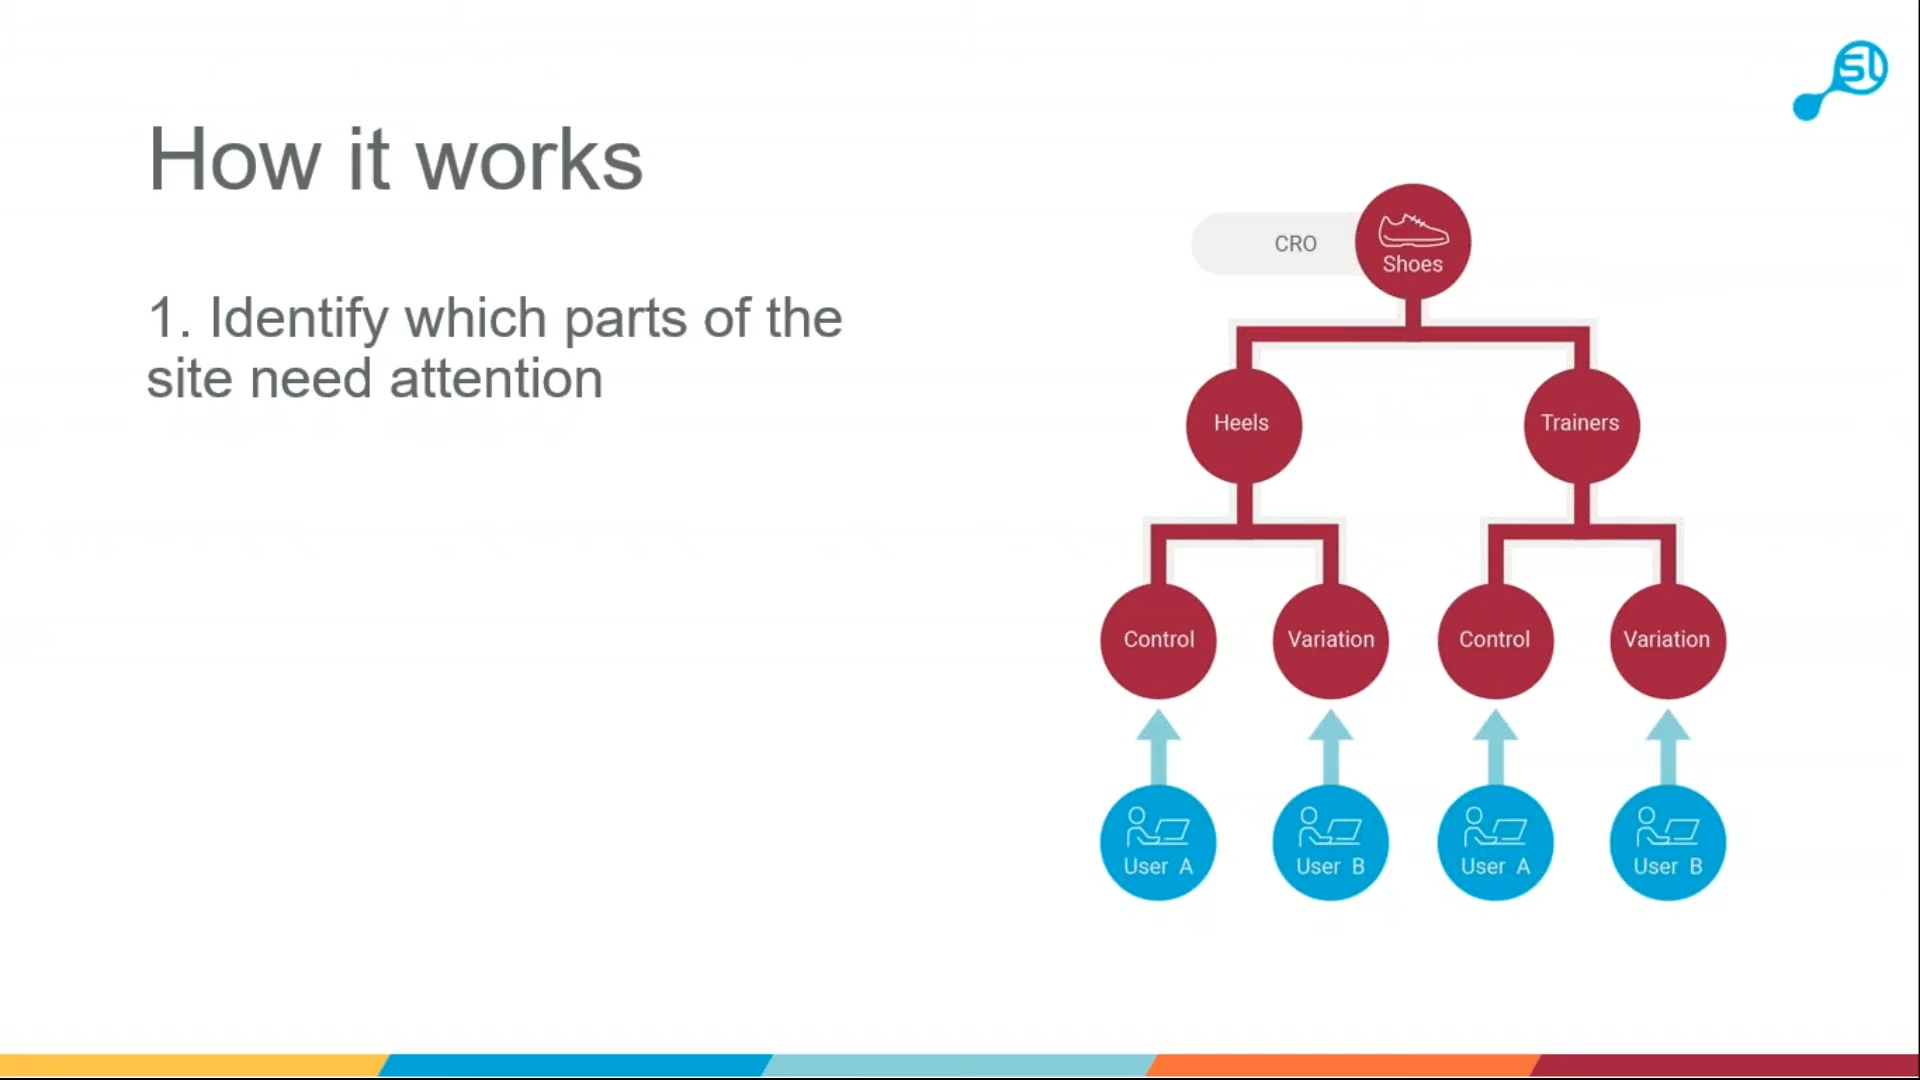 SL
How it works
CRO
Shoes
1. Identify which parts of the
site need attention
Heels
Trainers
Control
Variation
Control
Variation
User A
User B
User A
User B